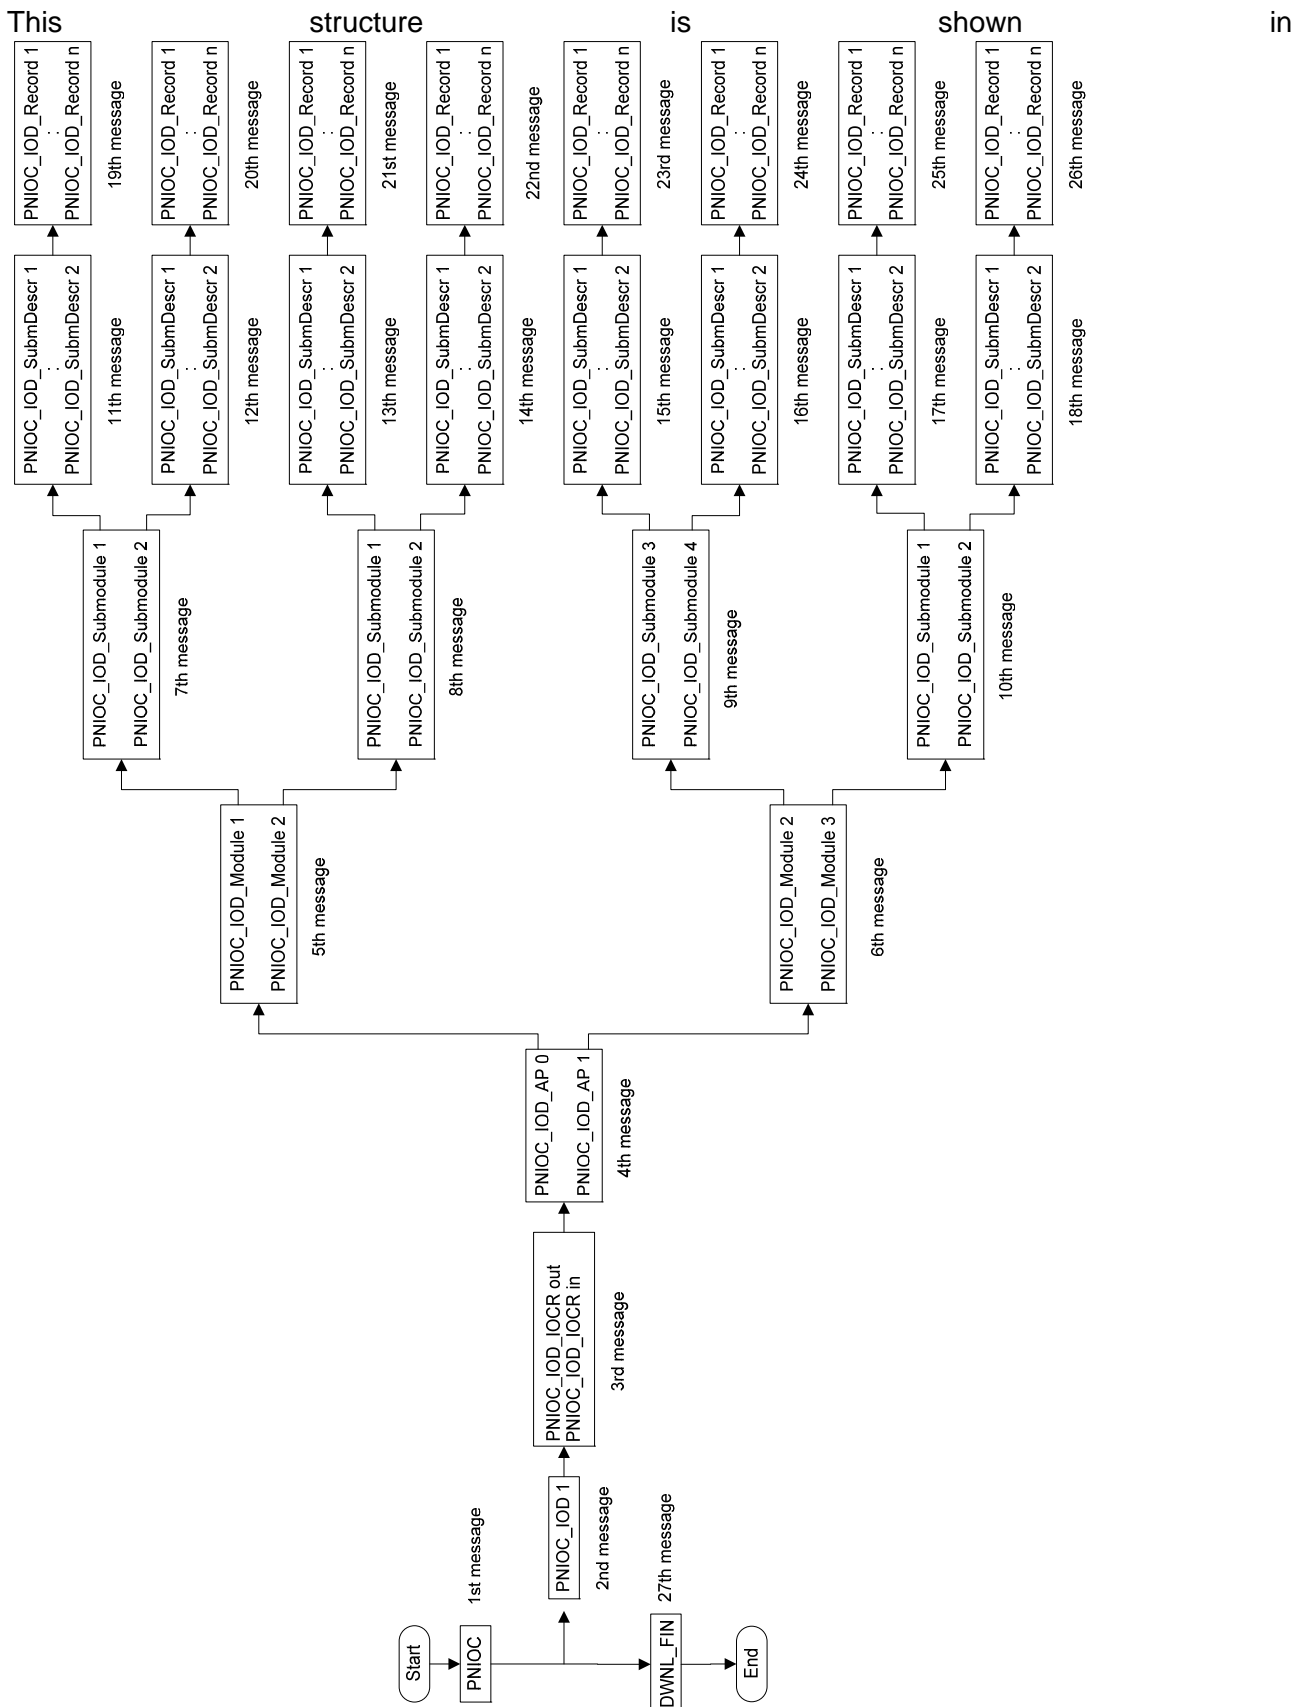 This structure is shown in
PNIOC_IOD_Record 1
:
PNIOC_IOD_Record n
19th message
PNIOC_IOD_Record 1
:
PNIOC_IOD_Record n
20th message
PNIOC_IOD_Record 1
:
PNIOC_IOD_Record n
21st message
PNIOC_IOD_Record 1
:
PNIOC_IOD_Record n
22nd message
PNIOC_IOD_Record 1
:
PNIOC_IOD_Record n
23rd message
PNIOC_IOD_Record 1
:
PNIOC_IOD_Record n
24th message
PNIOC_IOD_Record 1
:
PNIOC_IOD_Record n
25th message
PNIOC_IOD_Record 1
:
PNIOC_IOD_Record n
26th message
PNIOC_IOD_SubmDescr 1
:
PNIOC_IOD_SubmDescr 2
11th message
PNIOC_IOD_SubmDescr 1
:
PNIOC_IOD_SubmDescr 2
12th message
PNIOC_IOD_SubmDescr 1
:
PNIOC_IOD_SubmDescr 2
13th message
PNIOC_IOD_SubmDescr 1
:
PNIOC_IOD_SubmDescr 2
14th message
PNIOC_IOD_SubmDescr 1
:
PNIOC_IOD_SubmDescr 2
15th message
PNIOC_IOD_SubmDescr 1
:
PNIOC_IOD_SubmDescr 2
16th message
PNIOC_IOD_SubmDescr 1
:
PNIOC_IOD_SubmDescr 2
17th message
PNIOC_IOD_SubmDescr 1
:
PNIOC_IOD_SubmDescr 2
18th message
PNIOC_IOD_Submodule 1
PNIOC_IOD_Submodule 2
7th message
PNIOC_IOD_Submodule 1
PNIOC_IOD_Submodule 2
8th message
PNIOC_IOD_Submodule 3
PNIOC_IOD_Submodule 4
9th message
PNIOC_IOD_Submodule 1
PNIOC_IOD_Submodule 2
10th message
PNIOC_IOD_Module 1
PNIOC_IOD_Module 2
5th message
PNIOC_IOD_Module 2
PNIOC_IOD_Module 3
6th message
PNIOC_IOD_AP 0
PNIOC_IOD_AP 1
4th message
PNIOC_IOD_IOCR out
PNIOC_IOD_IOCR in
3rd message
PNIOC_IOD 1
2nd message
Start
PNIOC
1st message
DWNL_FIN
27th message
End